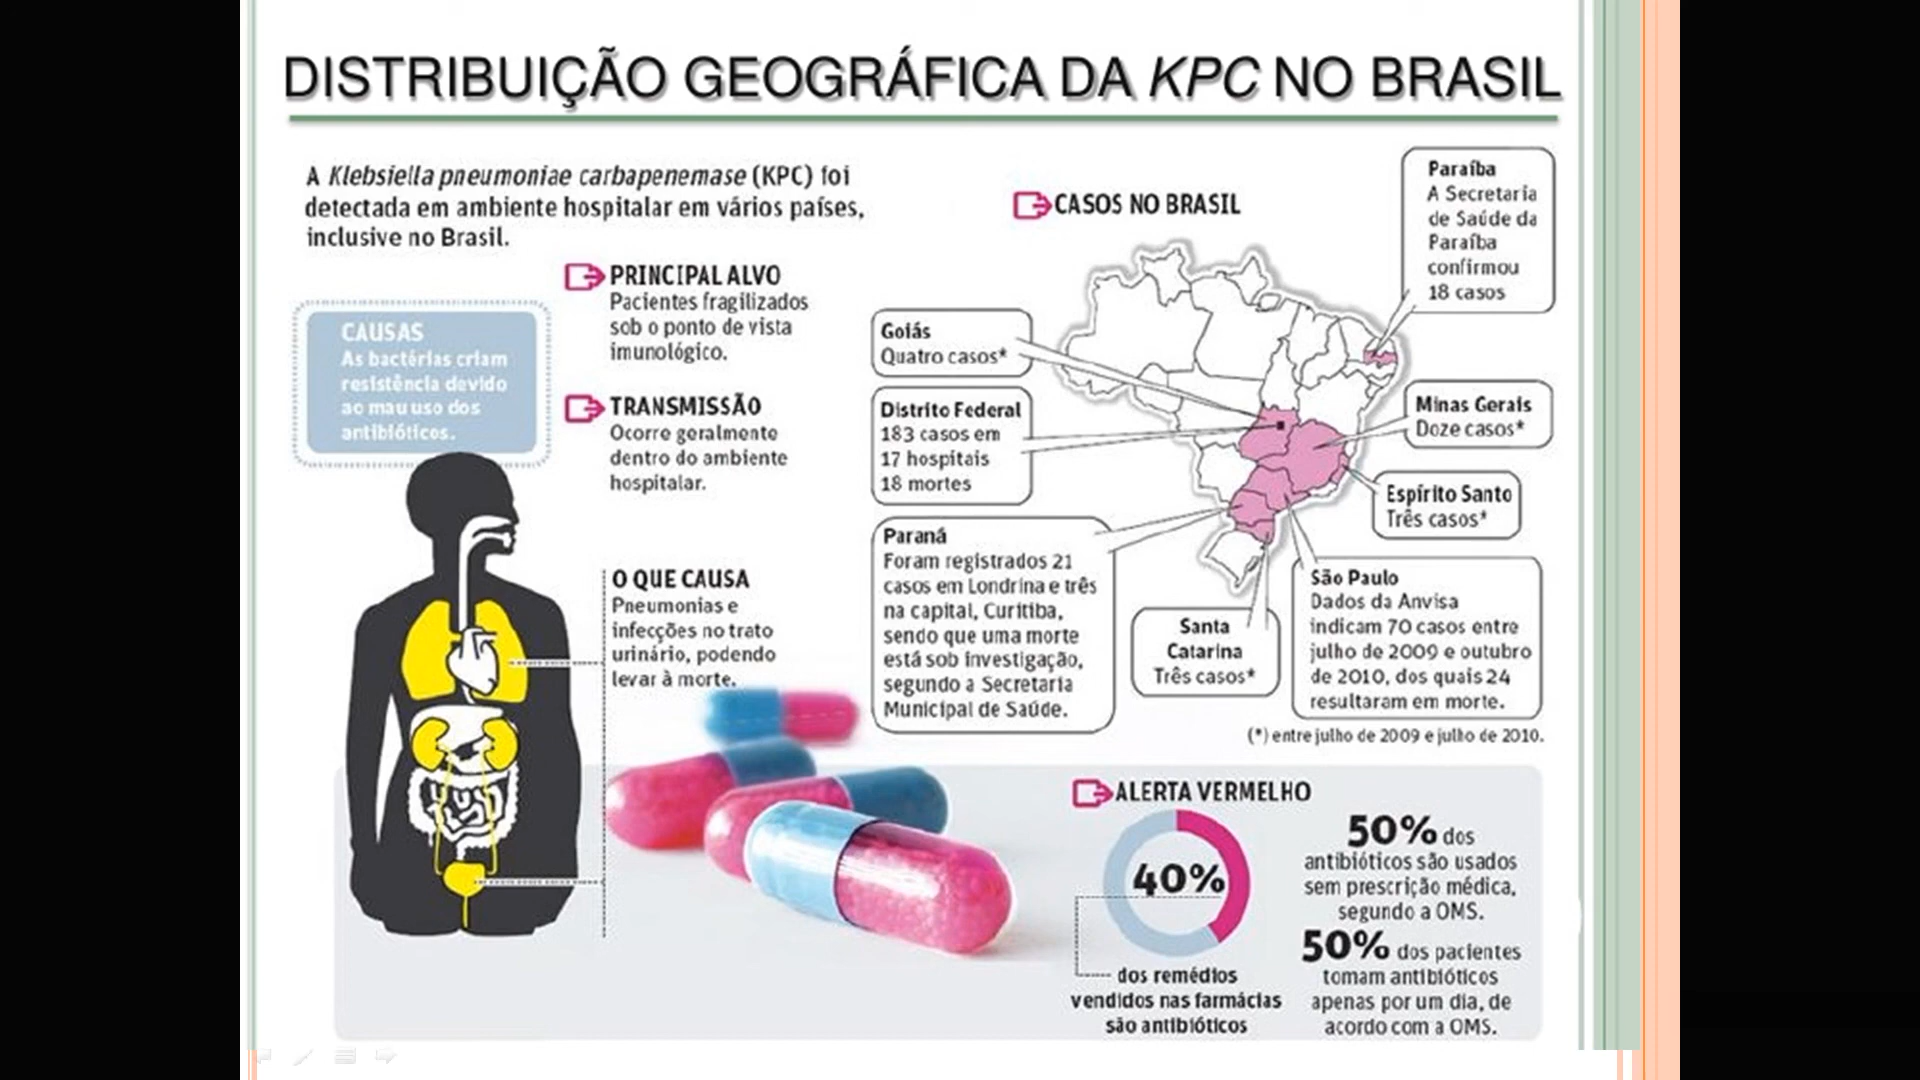 DISTRIBUIÇÃO GEOGRÁFICA DA KPC NO BRASIL
A Klebsiella pneumoniae carbapenemase (KPC) foi
detectada em ambiente hospitalar em vários países,
inclusive no Brasil.
CAUSAS
As bactérias criam
resistência devido
ao mau uso dos
antibióticos.
PRINCIPAL ALVO
Pacientes fragilizados
sob o ponto de vista
imunológico.
TRANSMISSÃO
Ocorre geralmente
dentro do ambiente
hospitalar.
O QUE CAUSA
Pneumonias e
infecções no trato
urinário, podendo
levar à morte.
CASOS NO BRASIL
Paraíba
A Secretaria
de Saúde da
Paraíba
confirmou
18 casos
Goiás
Quatro casos*
Distrito Federal
183 casos em
17 hospitais
18 mortes
Minas Gerais
Doze casos*
Espírito Santo
Três casos*
Paraná
Foram registrados 21
casos em Londrina e três
na capital, Curitiba,
sendo que uma morte
está sob investigação,
segundo a Secretaria
Municipal de Saúde.
Santa
Catarina
Três casos*
São Paulo
Dados da Anvisa
indicam 70 casos entre
julho de 2009 e outubro
de 2010, dos quais 24
resultaram em morte.
(*) entre julho de 2009 e julho de 2010.
ALERTA VERMELHO
40%
dos remédios
vendidos nas farmácias
são antibióticos
50% dos
antibióticos são usados
sem prescrição médica,
segundo a OMS.
50% dos pacientes
tomam antibióticos
apenas por um dia, de
acordo com a OMS.